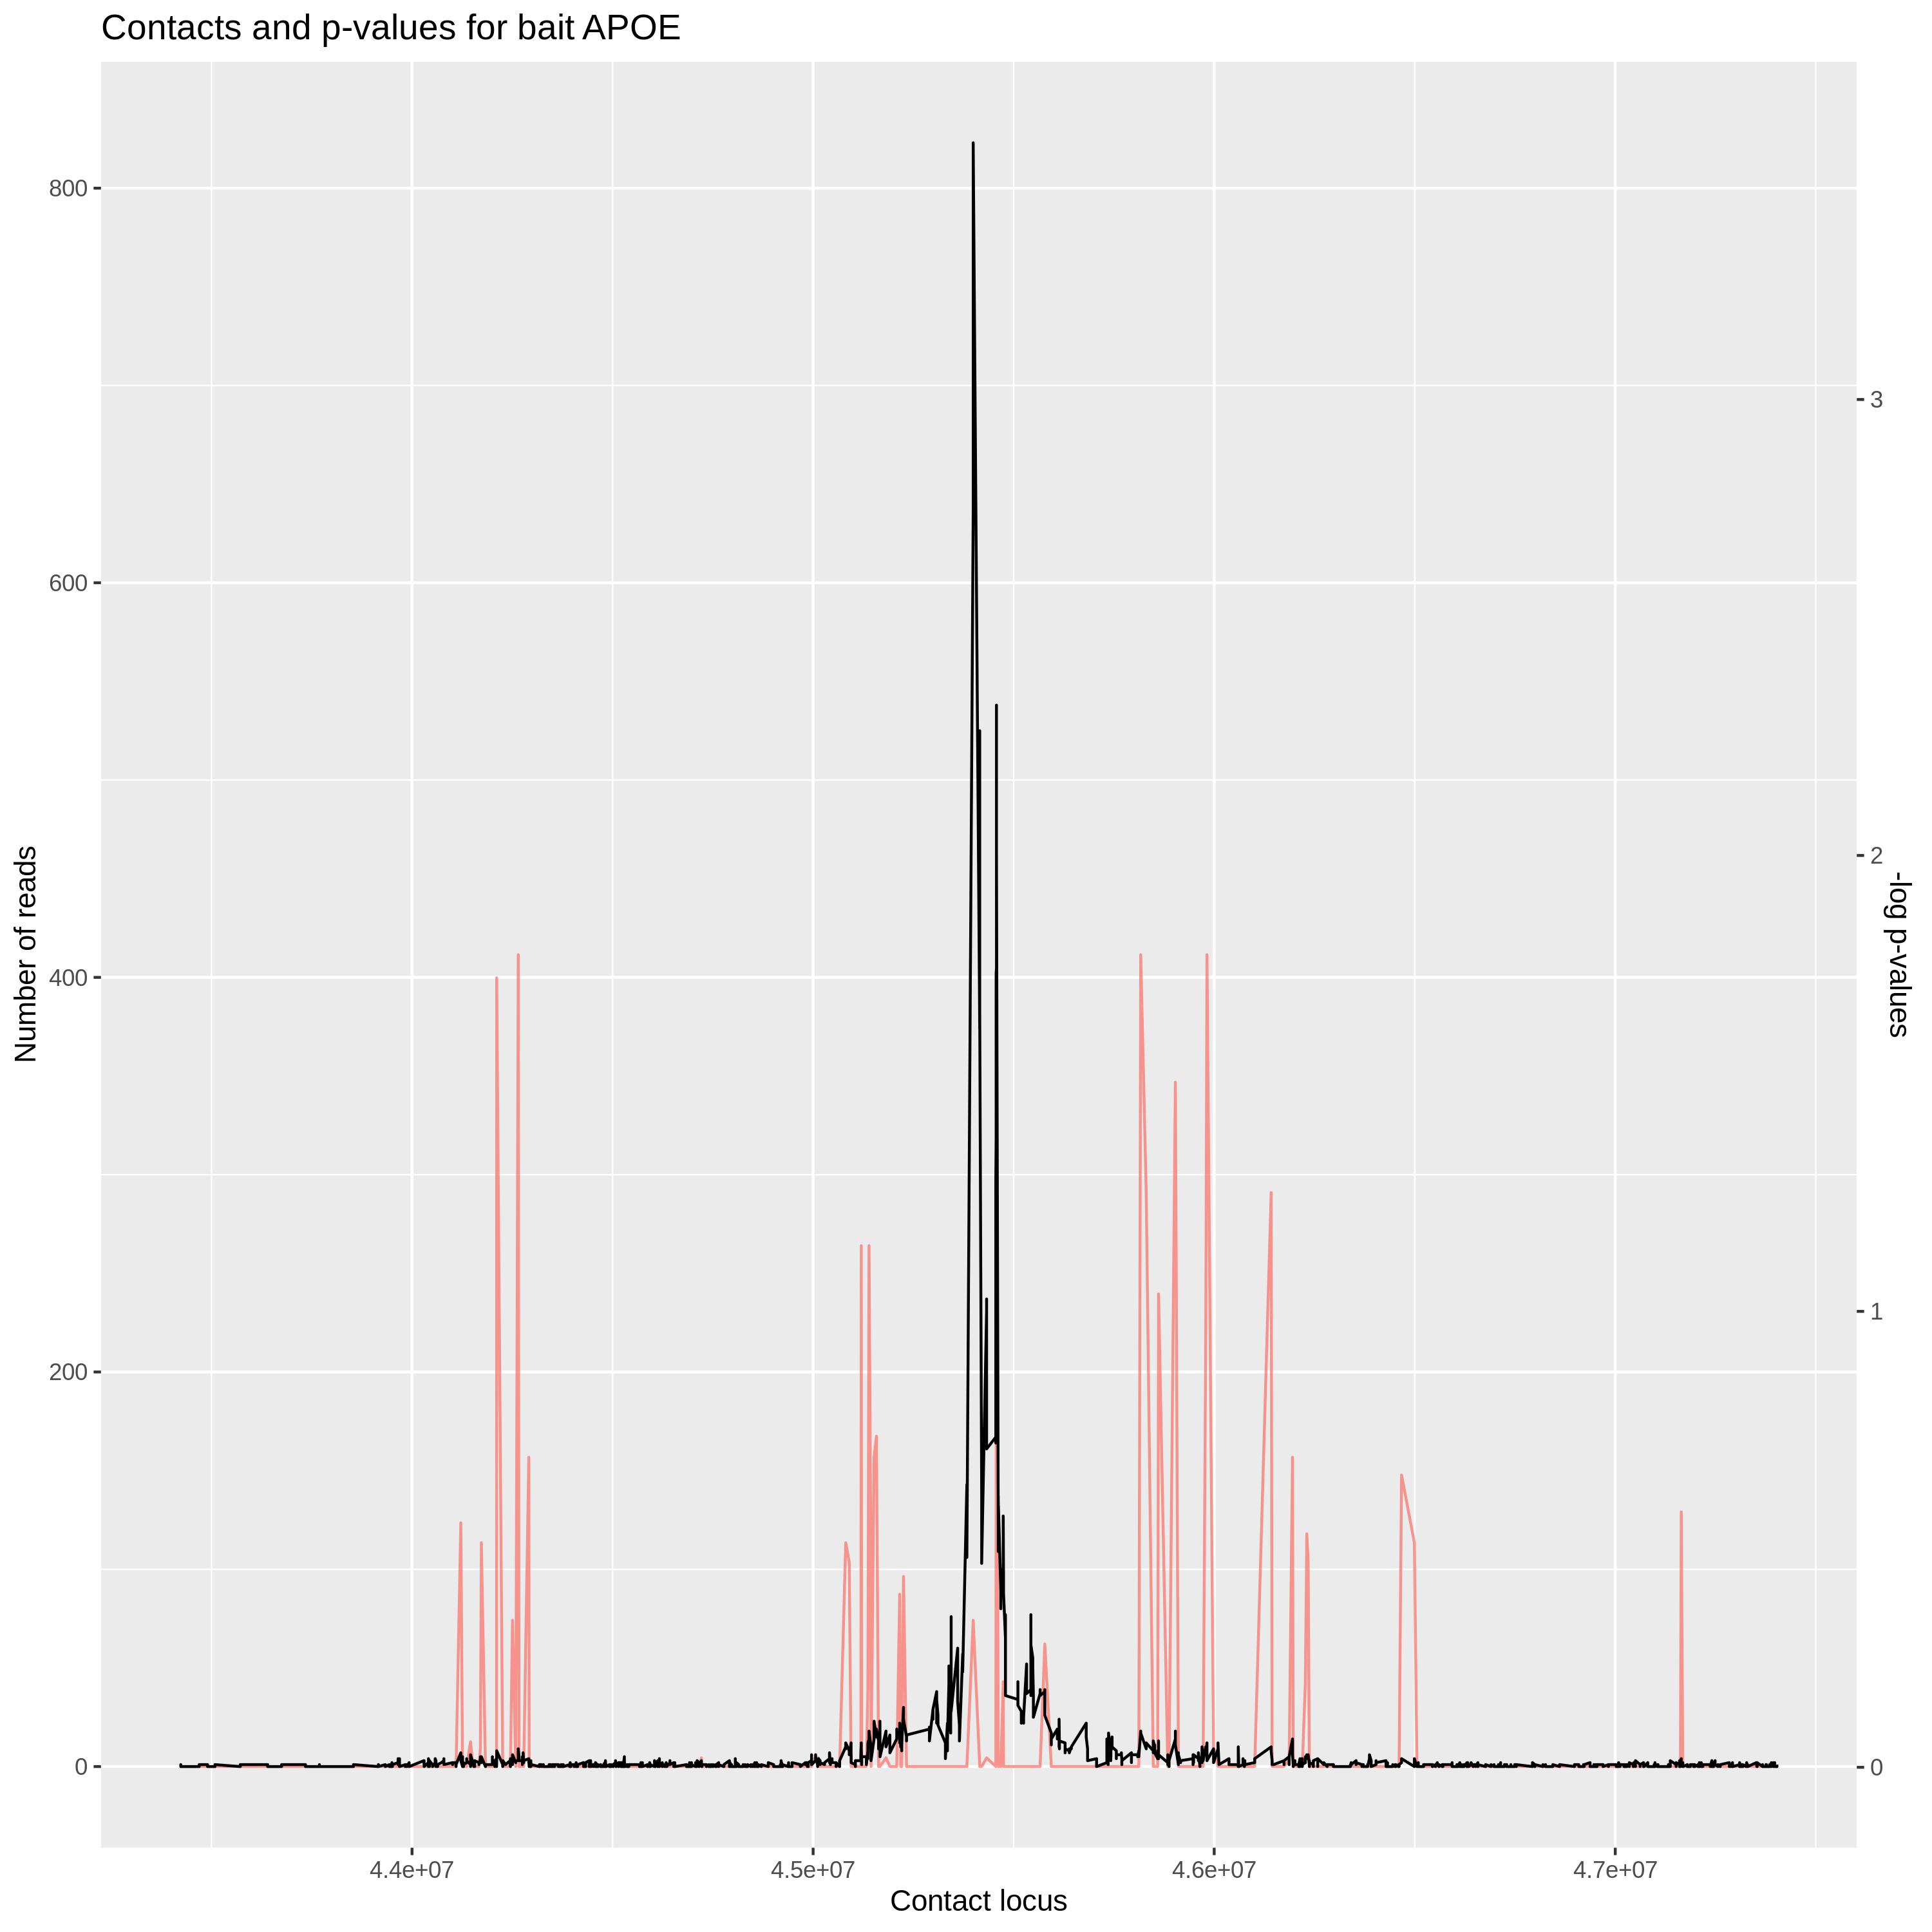 Contacts and p-values for bait APOE
Number of reads
800
600
400
200
0
3
2
1
0
-log p-values
4.4e+07
4.5e+07
4.6e+07
4.7e+07
Contact locus